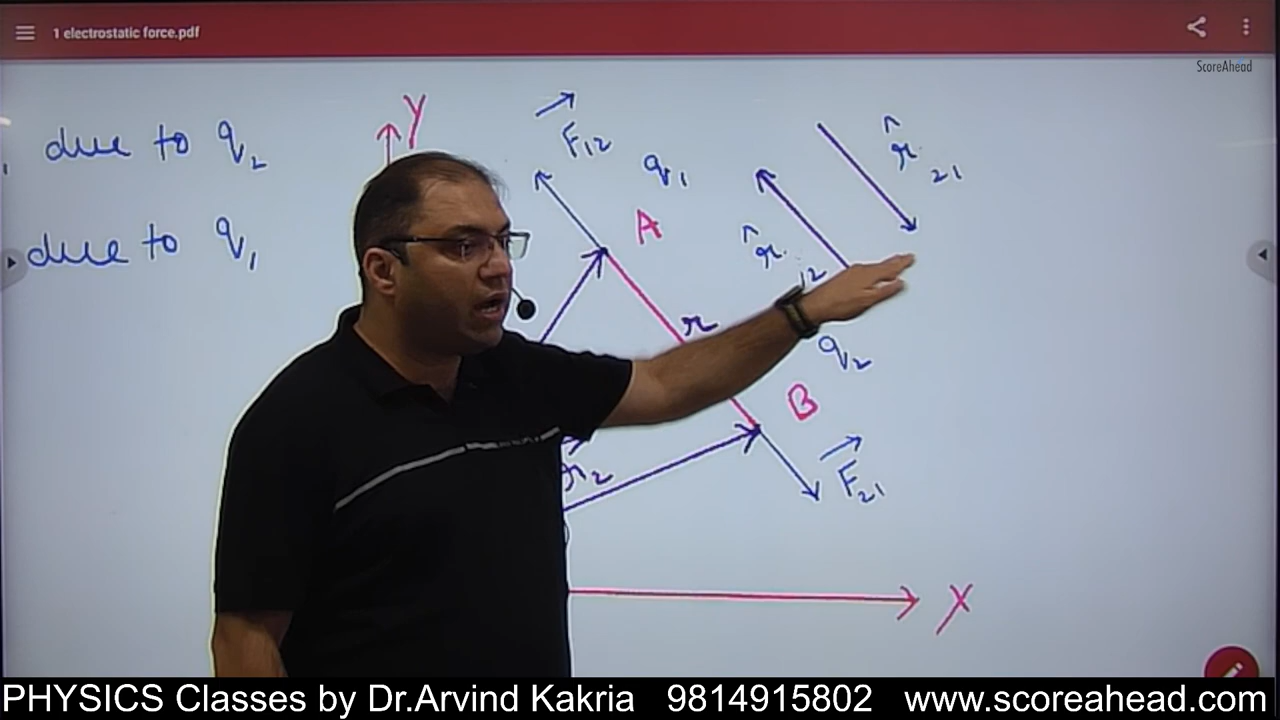 1 electrostatic force.pdf
ScoreAhead
Y
F₁₂
r̂ ₂₁
due to q₂
q₁
A
due to q₁
r̂ ₁₂
r
q₂
B
r₂
F₂₁
X
PHYSICS Classes by Dr.Arvind Kakria 9814915802 www.scoreahead.com